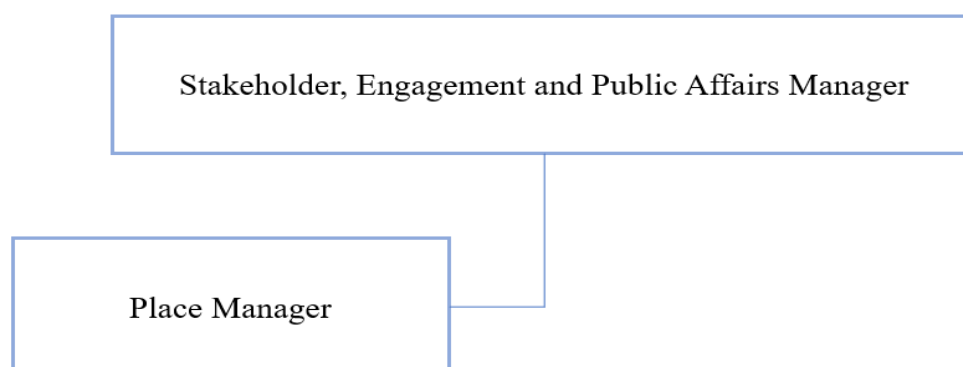 Stakeholder, Engagement and Public Affairs Manager
Place Manager